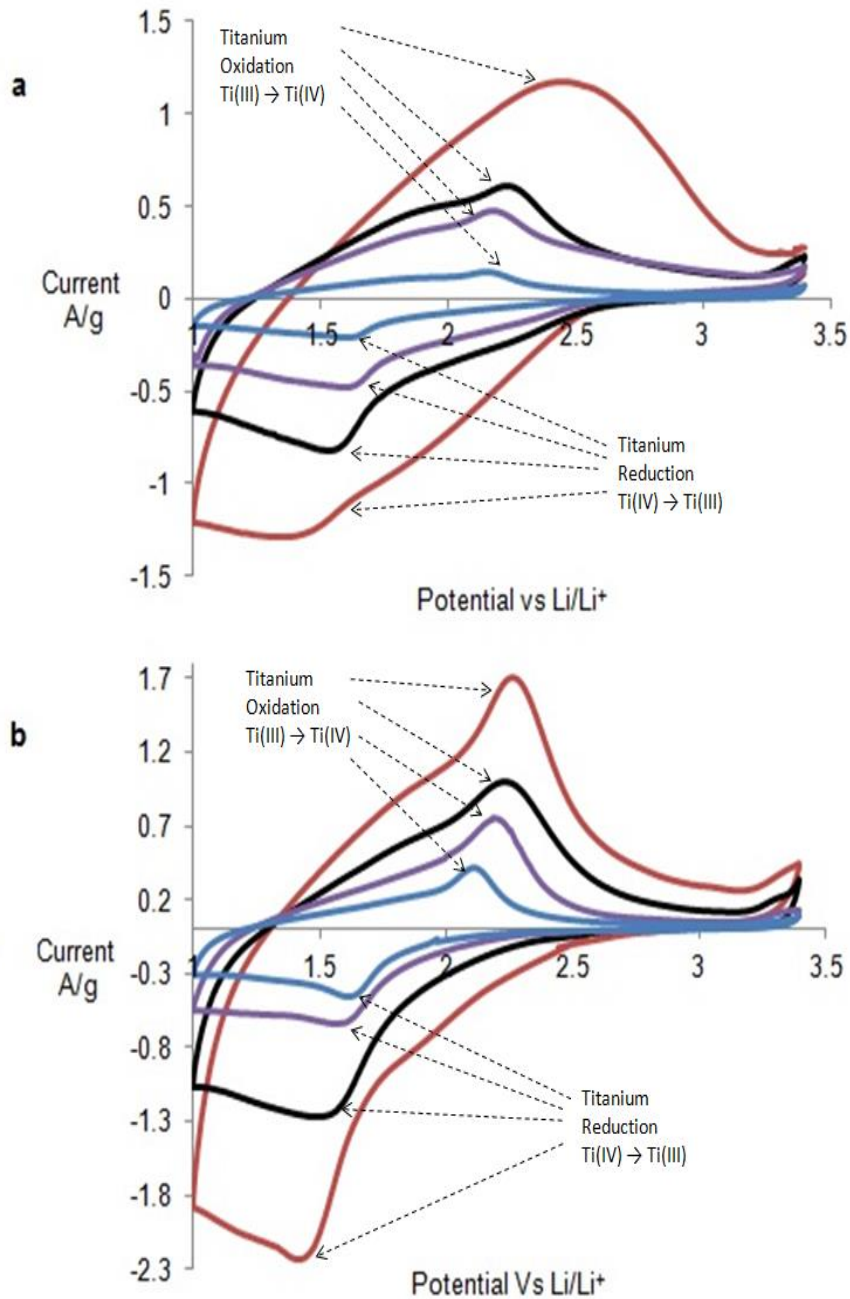 a
1.5
Titanium
Oxidation
Ti(III) → Ti(IV)
1
0.5
Current
A/g
0
1
1.5
2
2.5
3
3.5
-0.5
Titanium
Reduction
Ti(IV) → Ti(III)
-1
-1.5
Potential vs Li/Li⁺
b
1.7
Titanium
Oxidation
Ti(III) → Ti(IV)
1.2
0.7
0.2
Current
A/g
1
1.5
2
2.5
3
3.5
-0.3
-0.8
Titanium
Reduction
Ti(IV) → Ti(III)
-1.3
-1.8
-2.3
Potential Vs Li/Li⁺